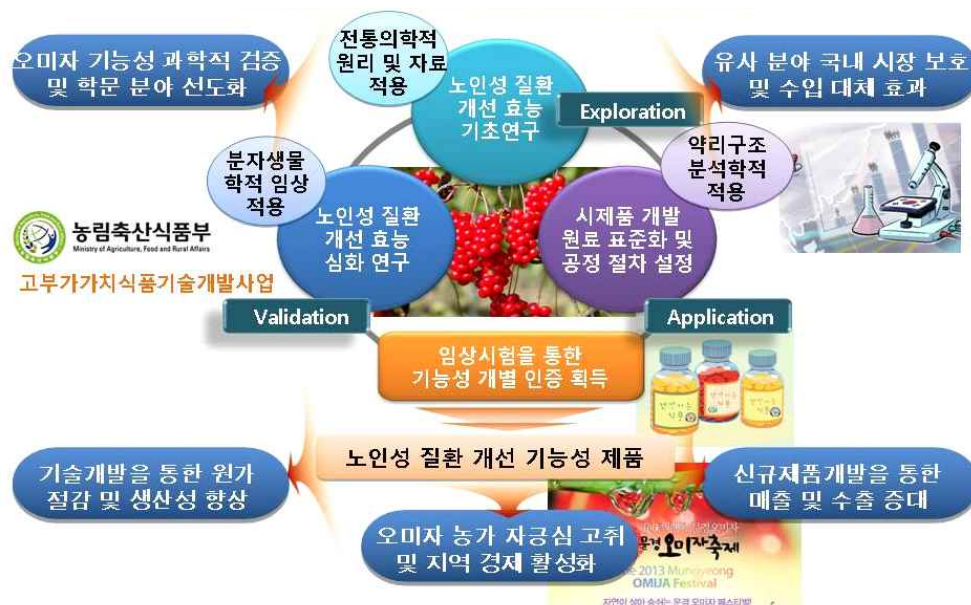 오미자 기능성 과학적 검증
및 학문 분야 선도화
전통의학적
원리 및 자료
적용
노인성 질환
개선 효능
기초연구
Exploration
유사 분야 국내 시장 보호
및 수입 대체 효과
분자생물
학적 임상
적용
약리구조
분석학적
적용
노인성 질환
개선 효능
심화 연구
시제품 개발
원료 표준화 및
공정 절차 설정
농림축산식품부
Ministry of Agriculture, Food and Rural Affairs
고부가가치식품기술개발사업
Validation
Application
임상시험을 통한
기능성 개별 인증 획득
노인성 질환 개선 기능성 제품
기술개발을 통한 원가
절감 및 생산성 향상
신규제품개발을 통한
매출 및 수출 증대
오미자 농가 자긍심 고취
및 지역 경제 활성화
문경오미자축제
2013 Mungyeong
OMIJA Festival